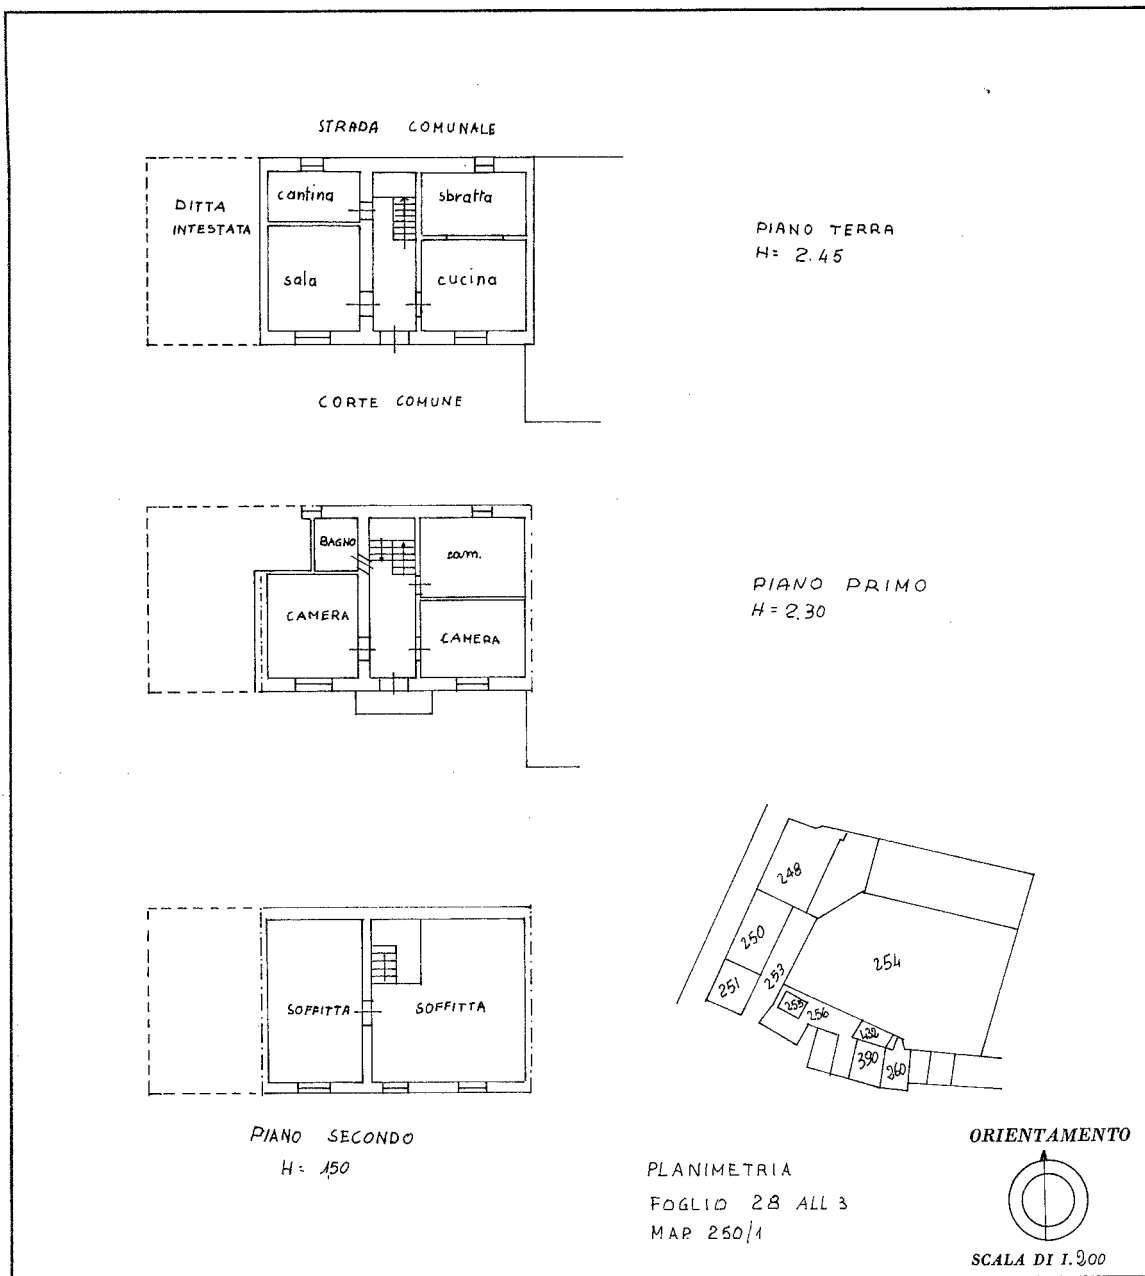 STRADA COMUNALE
DITTA
INTESTATA
cantina
sbratta
sala
cucina
PIANO TERRA
H= 2.45
CORTE COMUNE
BAGNO
cam.
CAMERA
CAMERA
PIANO PRIMO
H= 2.30
SOFFITTA
SOFFITTA
PIANO SECONDO
H= 1,50
248
250
251
253
254
255
256
432
390
260
PLANIMETRIA
FOGLIO 28 ALL 3
MAP. 250/1
ORIENTAMENTO
SCALA DI 1.200